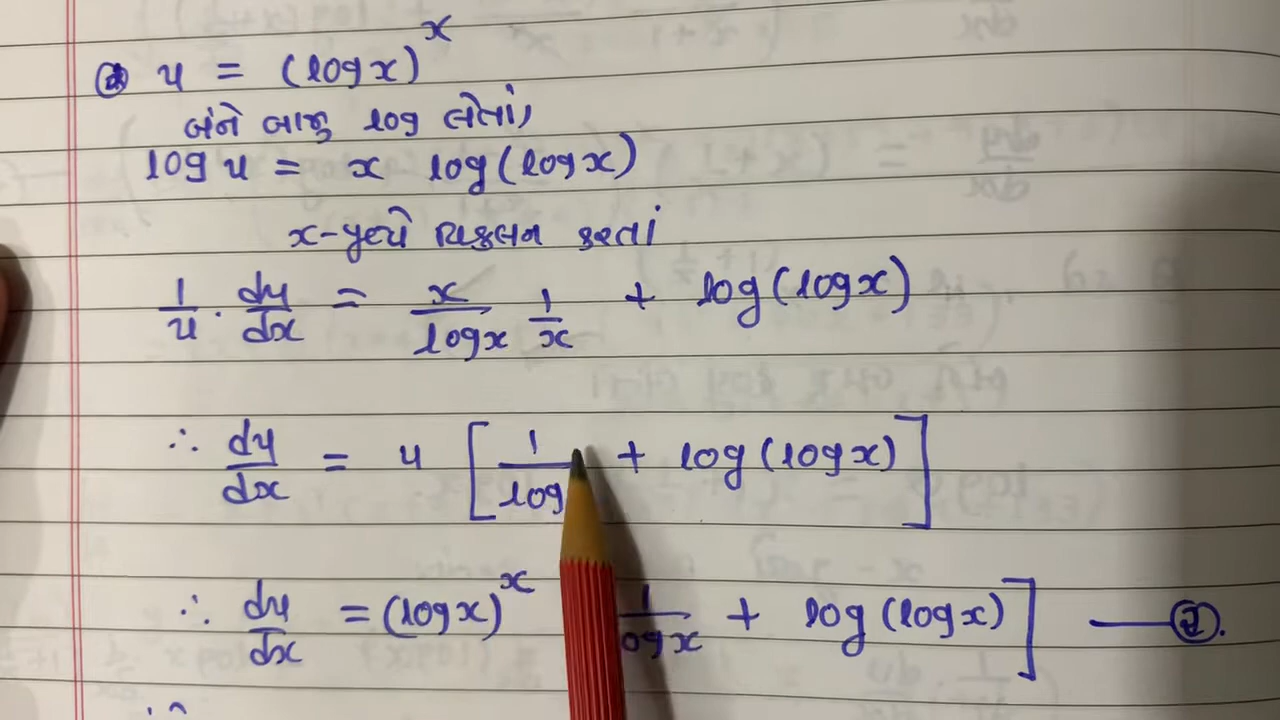 u = (log x)^x
બંને બાજુ log લેતાં,
log u = x log(log x)
x-પ્રત્યે વિકલન કરતાં
1/u · du/dx = x/log x 1/x + log(log x)
∴ du/dx = u [1/log + log(log x)]
∴ du/dx = (log x)^x 1/ogx + log(log x)] —— ②.